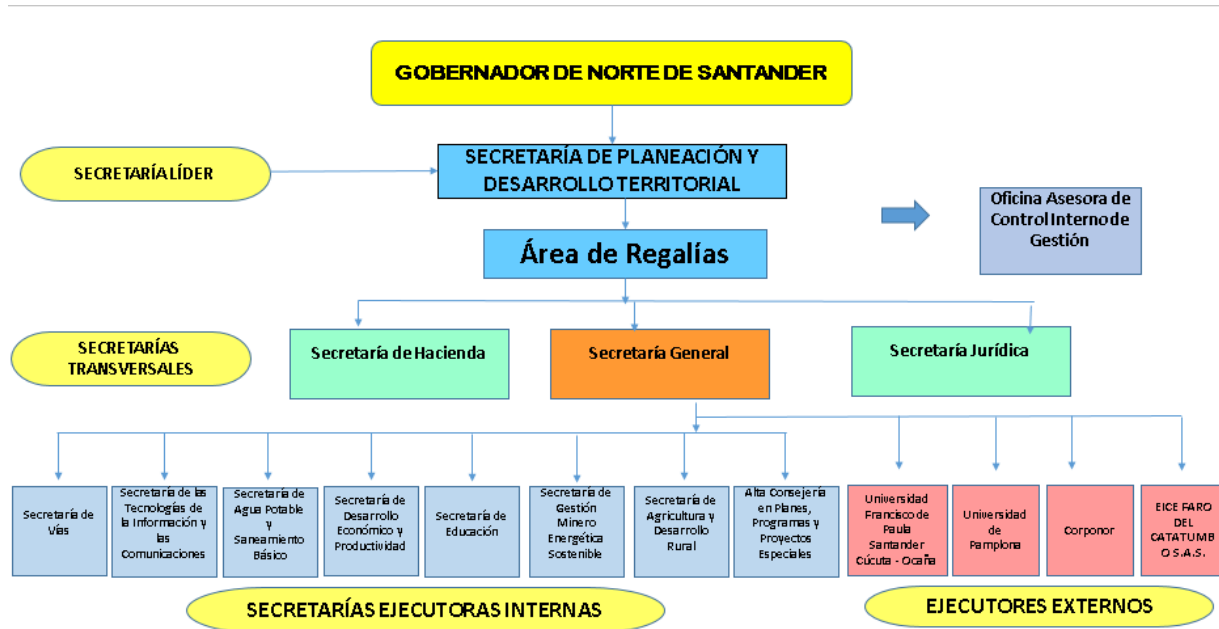 GOBERNADOR DE NORTE DE SANTANDER
SECRETARÍA LÍDER
SECRETARÍA DE PLANEACIÓN Y
DESARROLLO TERRITORIAL
Oficina Asesora de
Control Interno de
Gestión
Área de Regalías
SECRETARÍAS
TRANSVERSALES
Secretaría de Hacienda
Secretaría General
Secretaría Jurídica
Secretaría de
Vías
Secretaría de las
Tecnologías de
la Información y
las
Comunicaciones
Secretaría de
Agua Potable
y
Saneamiento
Básico
Secretaría de
Desarrollo
Económico y
Productividad
Secretaría de
Educación
Secretaría de
Gestión
Minero
Energética
Sostenible
Secretaría de
Agricultura y
Desarrollo
Rural
Alta Consejería
en Planes,
Programas y
Proyectos
Especiales
Universidad
Francisco de
Paula
Santander
Cúcuta - Ocaña
Universidad
de
Pamplona
Corponor
EICE FARO
DEL
CATATUMB
O S.A.S.
SECRETARÍAS EJECUTORAS INTERNAS
EJECUTORES EXTERNOS